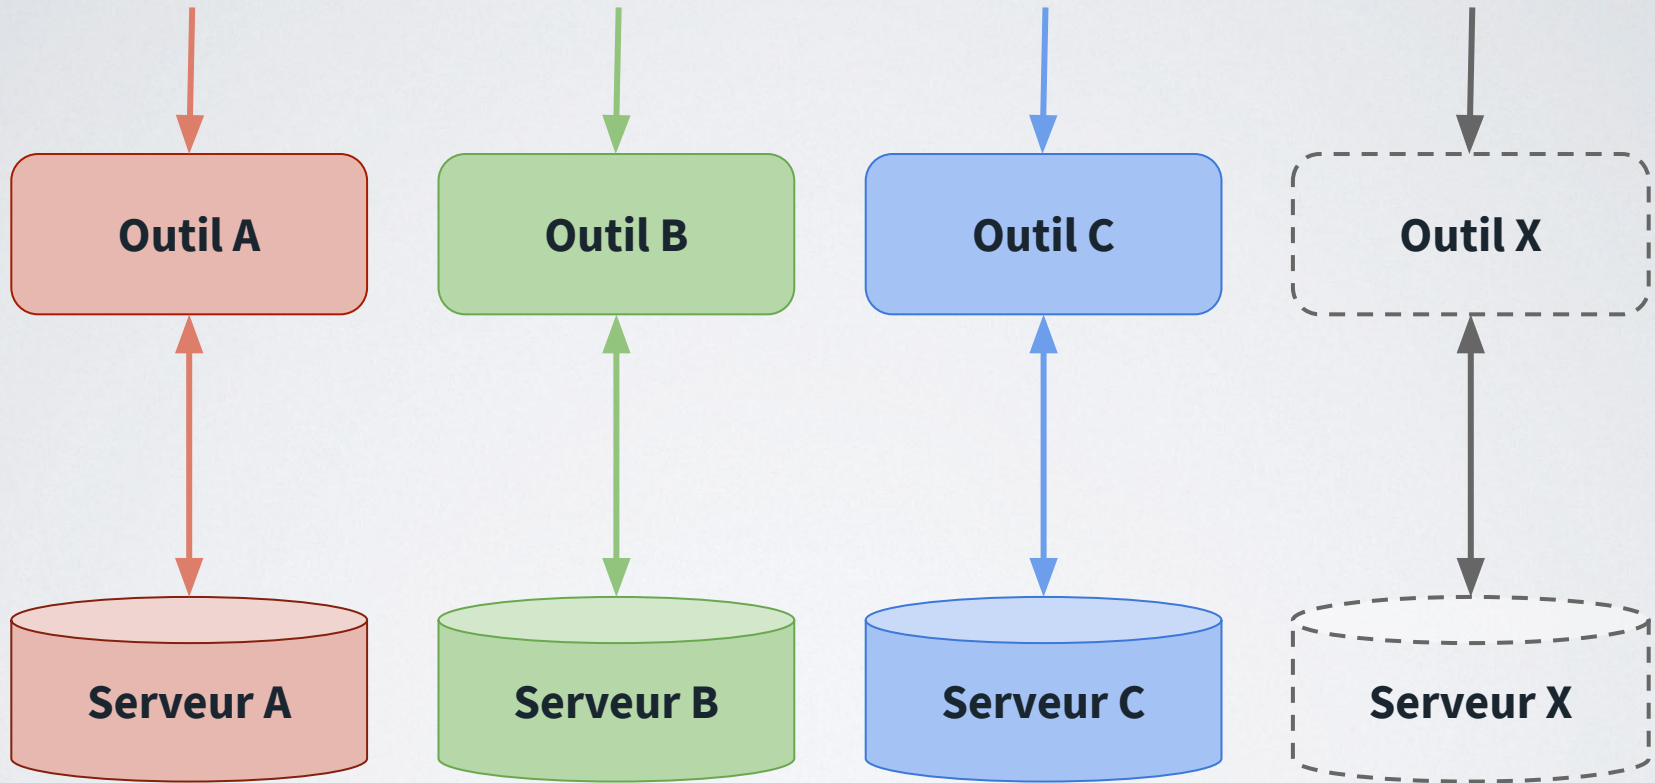 Outil A
Outil B
Outil C
Outil X
Serveur A
Serveur B
Serveur C
Serveur X